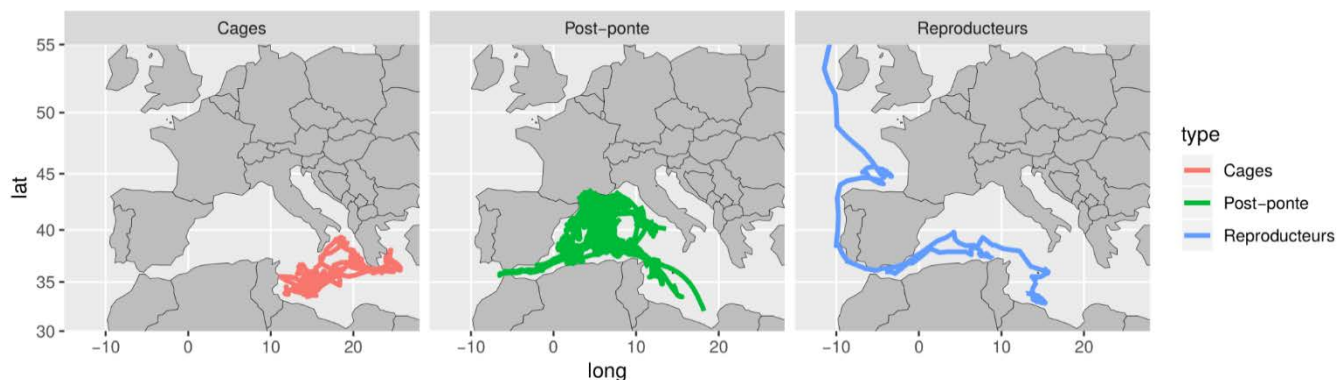 Cages
Post-ponte
Reproducteurs
55
50
45
40
35
30
lat
-10 0 10 20
-10 0 10 20
-10 0 10 20
long
type
Cages
Post-ponte
Reproducteurs